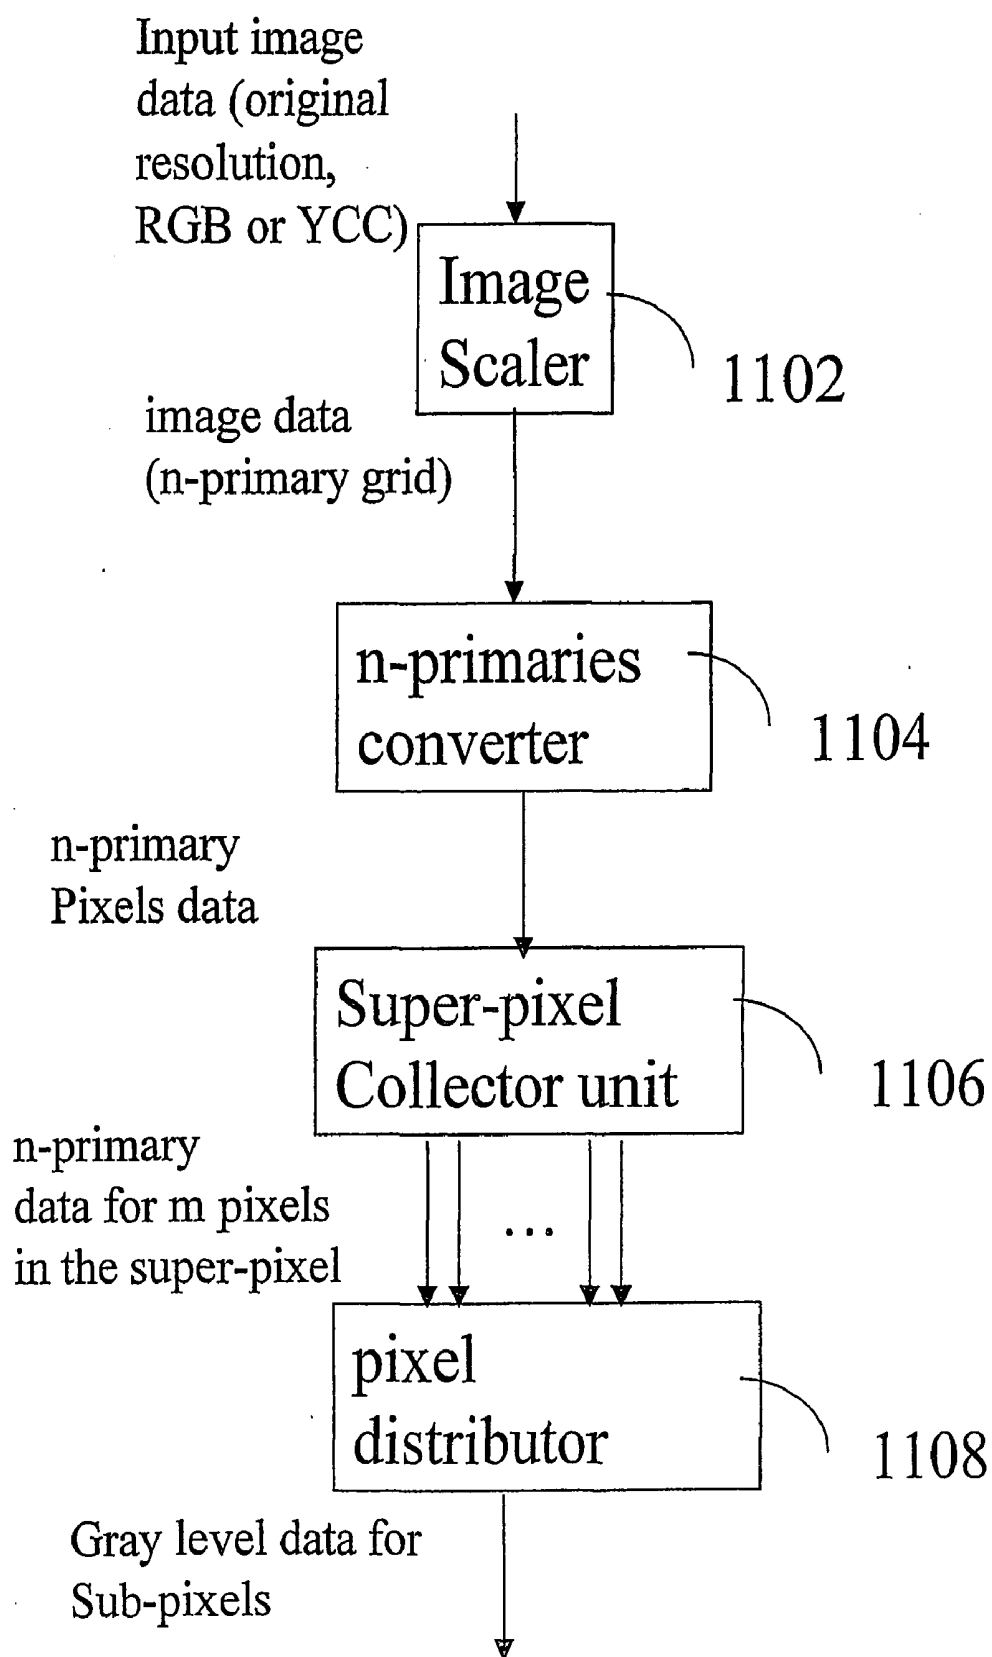 Input image
data (original
resolution,
RGB or YCC)
Image
Scaler
1102
image data
(n-primary grid)
n-primaries
converter
1104
n-primary
Pixels data
Super-pixel
Collector unit
1106
n-primary
data for m pixels
in the super-pixel
...
pixel
distributor
1108
Gray level data for
Sub-pixels